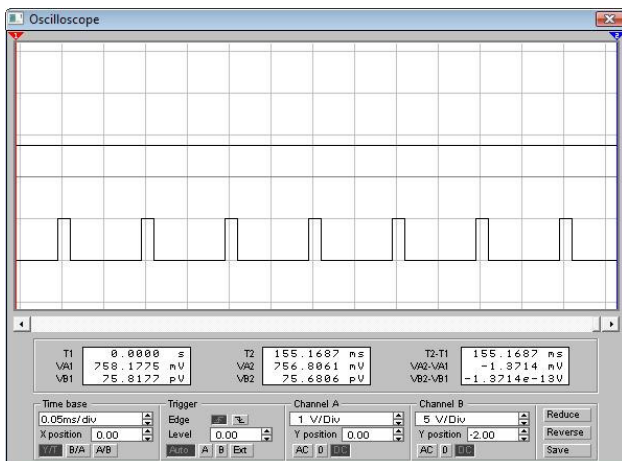 Oscilloscope
1
2
T1 0.0000 s T2 155.1687 ms T2-T1 155.1687 ms
VA1 758.1775 mV VA2 756.8061 mV VA2-VA1 -1.3714 mV
VB1 75.8177 pV VB2 75.6806 pV VB2-VB1 -1.3714e-13V
Time base Trigger Channel A Channel B
0.05ms/div Edge 1 V/Div 5 V/Div Reduce
X position 0.00 Level 0.00 Y position 0.00 Y position -2.00 Reverse
Y/T B/A A/B Auto A B Ext AC 0 DC AC 0 DC Save